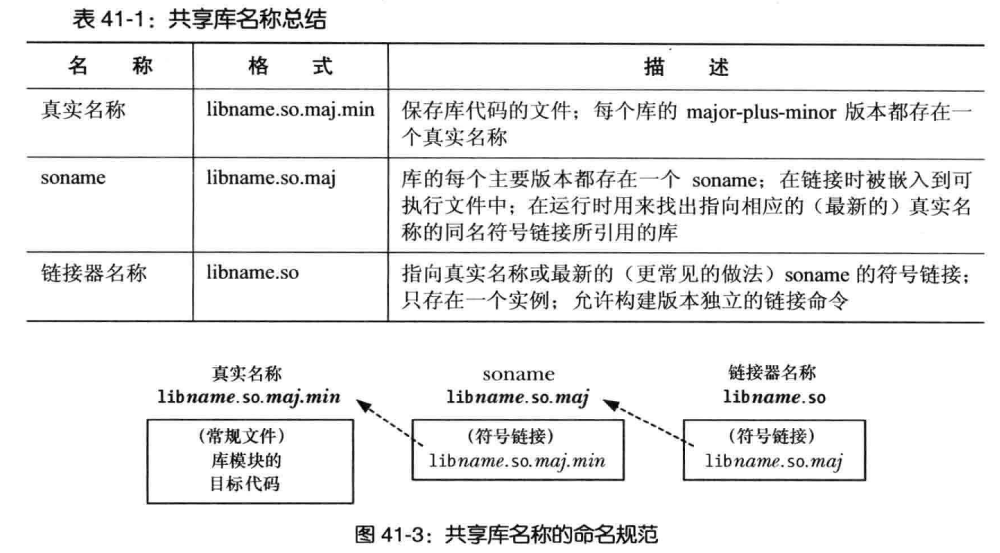 表 41-1：共享库名称总结
名 称 格 式 描 述
真实名称 libname.so.maj.min 保存库代码的文件；每个库的 major-plus-minor 版本都存在一
个真实名称
soname libname.so.maj 库的每个主要版本都存在一个 soname；在链接时被嵌入到可
执行文件中；在运行时用来找出指向相应的（最新的）真实名
称的同名符号链接所引用的库
链接器名称 libname.so 指向真实名称或最新的（更常见的做法）soname 的符号链接；
只存在一个实例；允许构建版本独立的链接命令
真实名称 soname 链接器名称
libname.so.maj.min libname.so.maj libname.so
（常规文件） （符号链接） （符号链接）
库模块的 libname.so.maj.min libname.so.maj
目标代码
图 41-3：共享库名称的命名规范